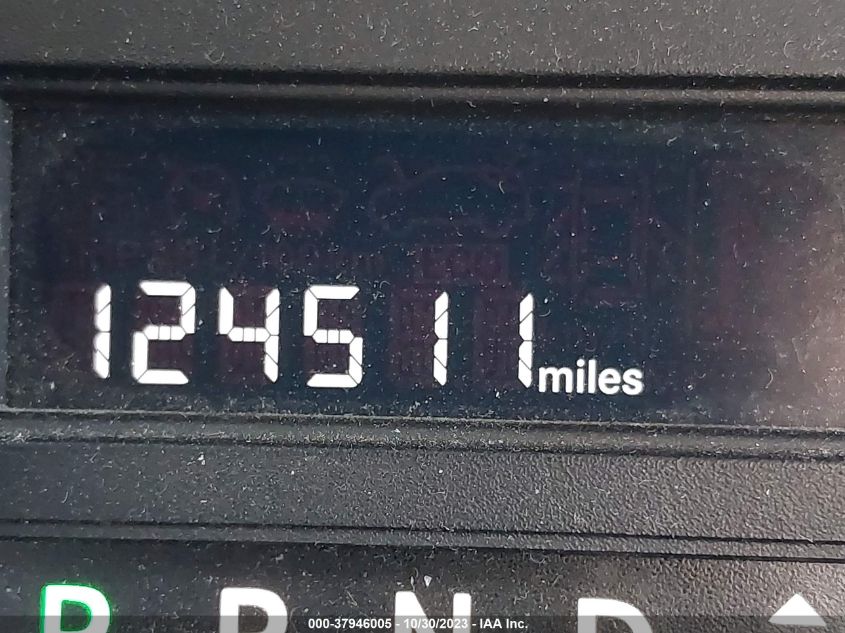 124511 miles
P R N D
000-37946005 - 10/30/2023 - IAA Inc.